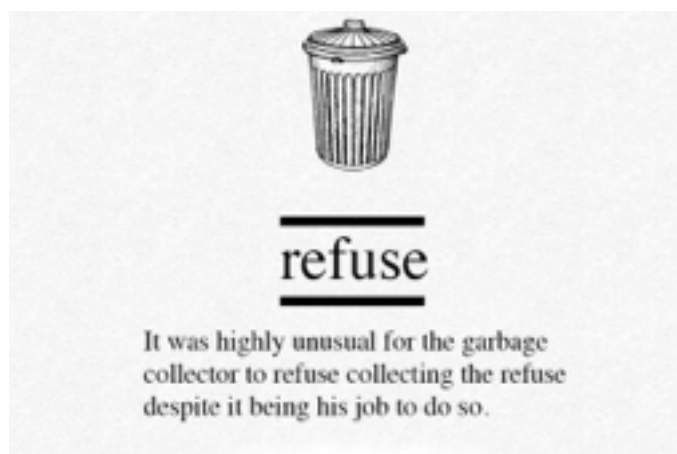 refuse
It was highly unusual for the garbage
collector to refuse collecting the refuse
despite it being his job to do so.